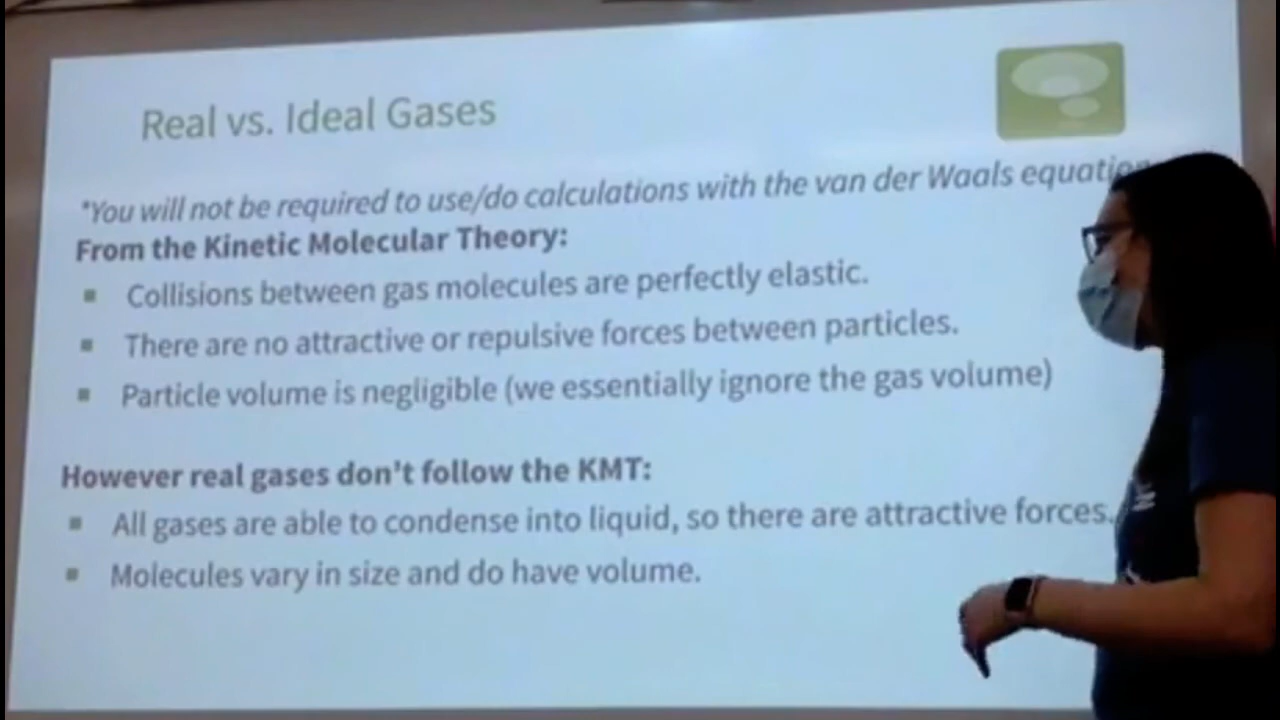 Real vs. Ideal Gases
*You will not be required to use/do calculations with the van der Waals
From the Kinetic Molecular Theory:
▪ Collisions between gas molecules are perfectly elastic.
▪ There are no attractive or repulsive forces between particles.
▪ Particle volume is negligible (we essentially ignore the gas volume)
However real gases don't follow the KMT:
▪ All gases are able to condense into liquid, so there are attractive forces.
▪ Molecules vary in size and do have volume.